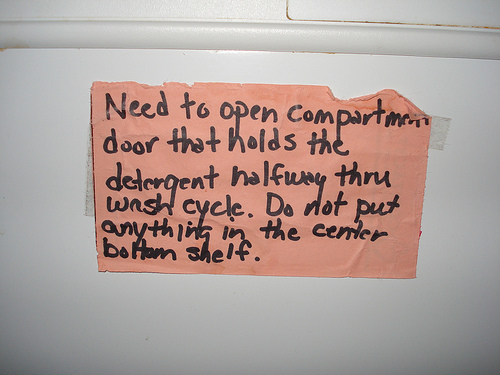 Need to open compartment
door that holds the
detergent halfway thru
wash cycle. Do not put
anything in the center
bottom shelf.